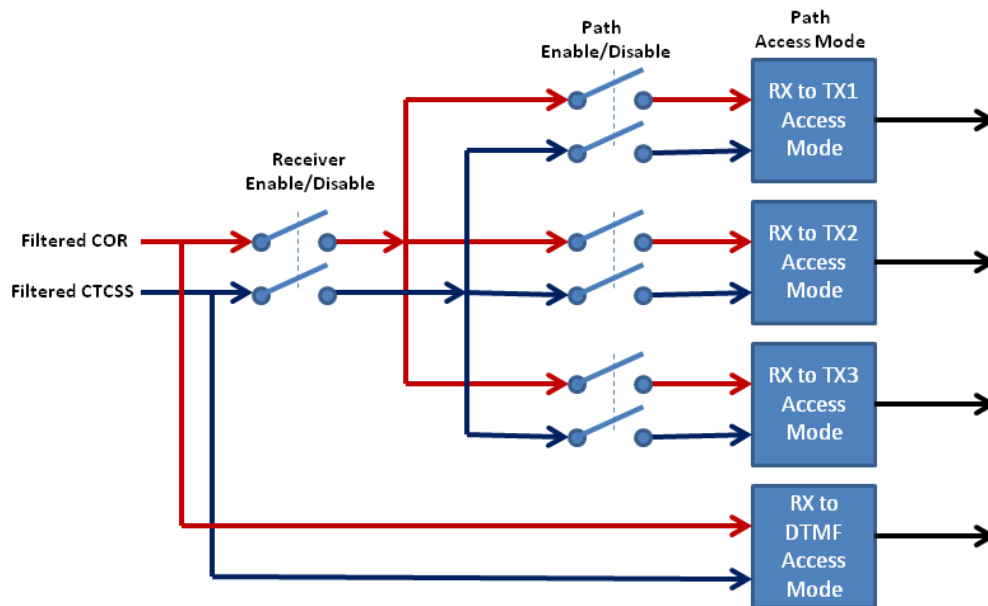 Path
Enable/Disable
Path
Access Mode
RX to TX1
Access
Mode
Receiver
Enable/Disable
Filtered COR
Filtered CTCSS
RX to TX2
Access
Mode
RX to TX3
Access
Mode
RX to
DTMF
Access
Mode